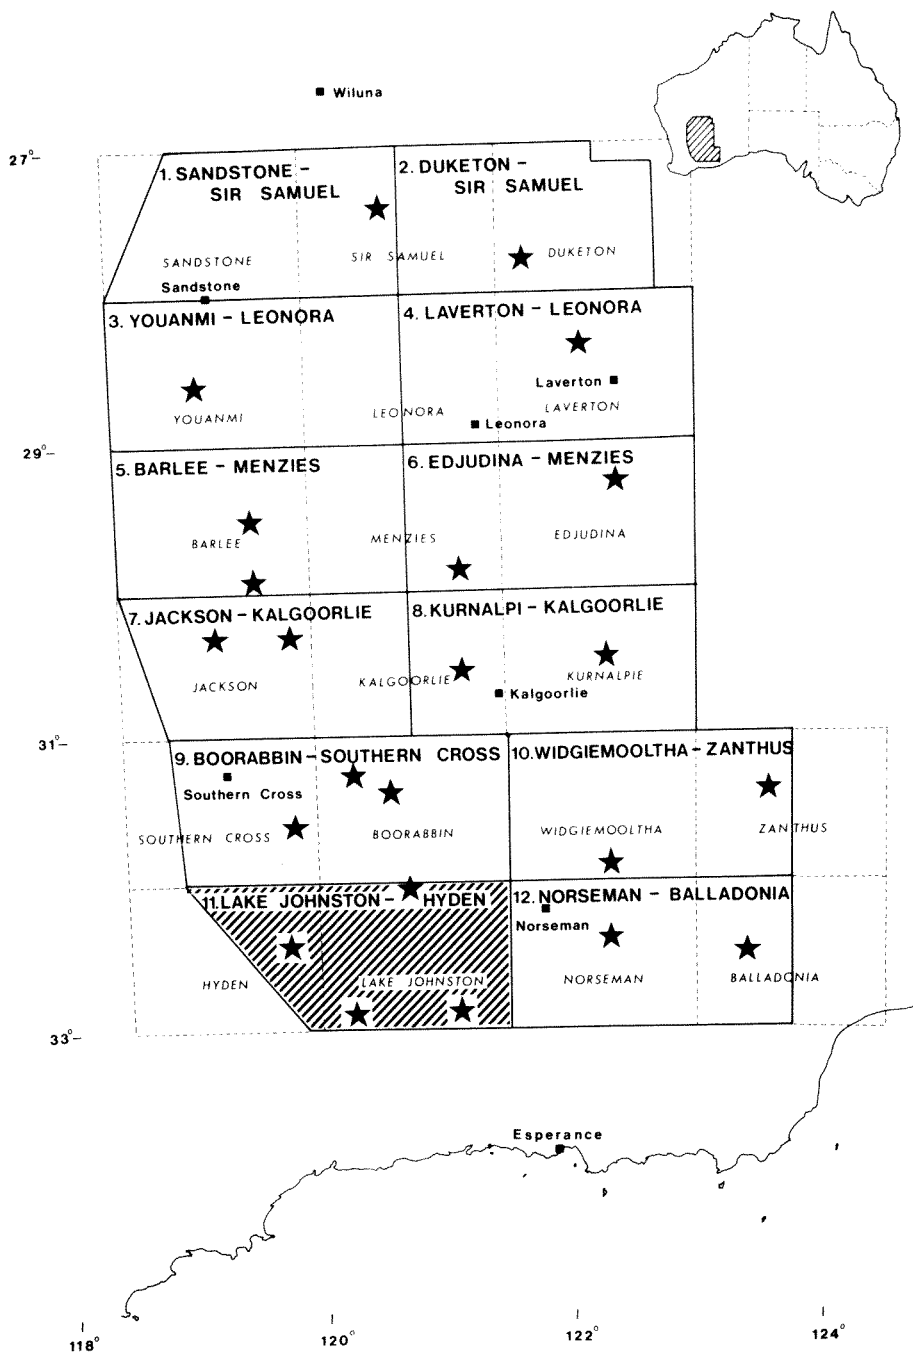 Wiluna
27°
1. SANDSTONE -
SIR SAMUEL
2. DUKETON -
SIR SAMUEL
SANDSTONE
SIR SAMUEL
DUKETON
Sandstone
3. YOUANMI - LEONORA
4. LAVERTON - LEONORA
Laverton
YOUANMI
LEONORA
LAVERTON
Leonora
29°
5. BARLEE - MENZIES
6. EDJUDINA - MENZIES
BARLEE
MENZIES
EDJUDINA
7. JACKSON - KALGOORLIE
8. KURNALPI - KALGOORLIE
JACKSON
KALGOORLIE
KURNALPIE
Kalgoorlie
31°
9. BOORABBIN - SOUTHERN CROSS
10. WIDGIEMOOLTHA - ZANTHUS
Southern Cross
SOUTHERN CROSS
BOORABBIN
WIDGIEMOOLTHA
ZANTHUS
11. LAKE JOHNSTON - HYDEN
12. NORSEMAN - BALLADONIA
Norseman
HYDEN
LAKE JOHNSTON
NORSEMAN
BALLADONIA
33°
Esperance
118°
120°
122°
124°